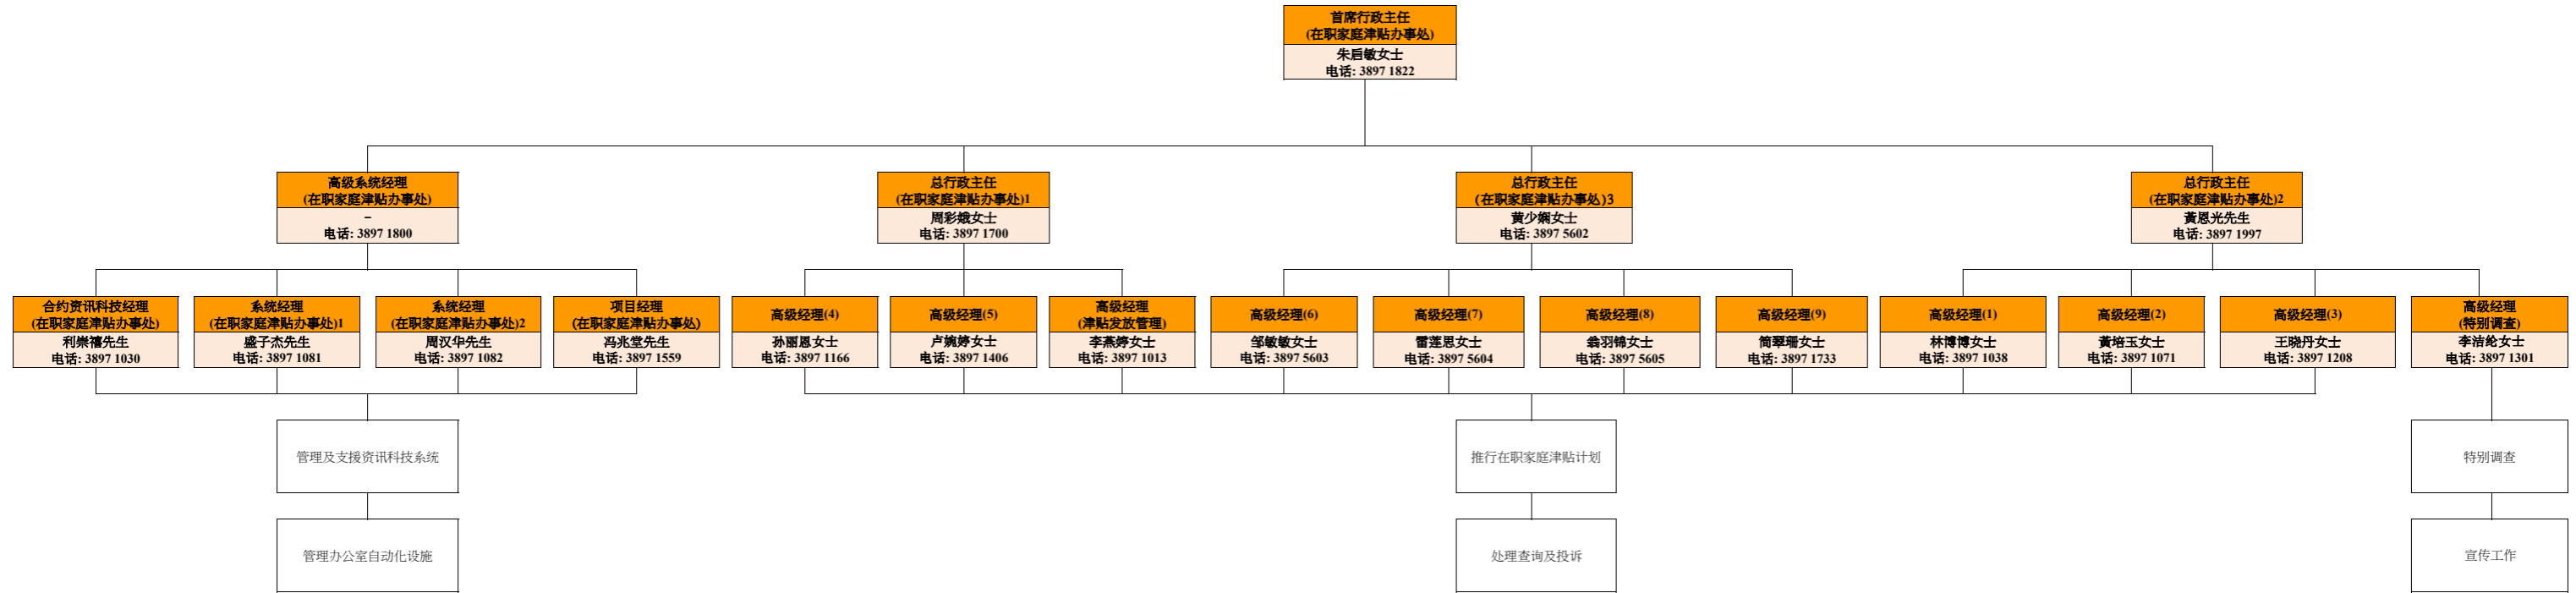 首席行政主任
(在职家庭津贴办事处)
朱启敏女士
电话: 3897 1822
高级系统经理
(在职家庭津贴办事处)
–
电话: 3897 1800
总行政主任
(在职家庭津贴办事处)1
周彩娥女士
电话: 3897 1700
总行政主任
(在职家庭津贴办事处)3
黄少娴女士
电话: 3897 5602
总行政主任
(在职家庭津贴办事处)2
黃恩光先生
电话: 3897 1997
合约资讯科技经理
(在职家庭津贴办事处)
利崇禧先生
电话: 3897 1030
系统经理
(在职家庭津贴办事处)1
盛子杰先生
电话: 3897 1081
系统经理
(在职家庭津贴办事处)2
周汉华先生
电话: 3897 1082
项目经理
(在职家庭津贴办事处)
冯兆堂先生
电话: 3897 1559
高级经理(4)
孙丽恩女士
电话: 3897 1166
高级经理(5)
卢婉婷女士
电话: 3897 1406
高级经理
(津贴发放管理)
李燕婷女士
电话: 3897 1013
高级经理(6)
邹敏敏女士
电话: 3897 5603
高级经理(7)
雷莲思女士
电话: 3897 5604
高级经理(8)
翁羽锦女士
电话: 3897 5605
高级经理(9)
简翠珊女士
电话: 3897 1733
高级经理(1)
林博博女士
电话: 3897 1038
高级经理(2)
黃培玉女士
电话: 3897 1071
高级经理(3)
王晓丹女士
电话: 3897 1208
高级经理
(特别调查)
李洁纶女士
电话: 3897 1301
管理及支援资讯科技系统
推行在职家庭津贴计划
特别调查
管理办公室自动化设施
处理查询及投诉
宣传工作